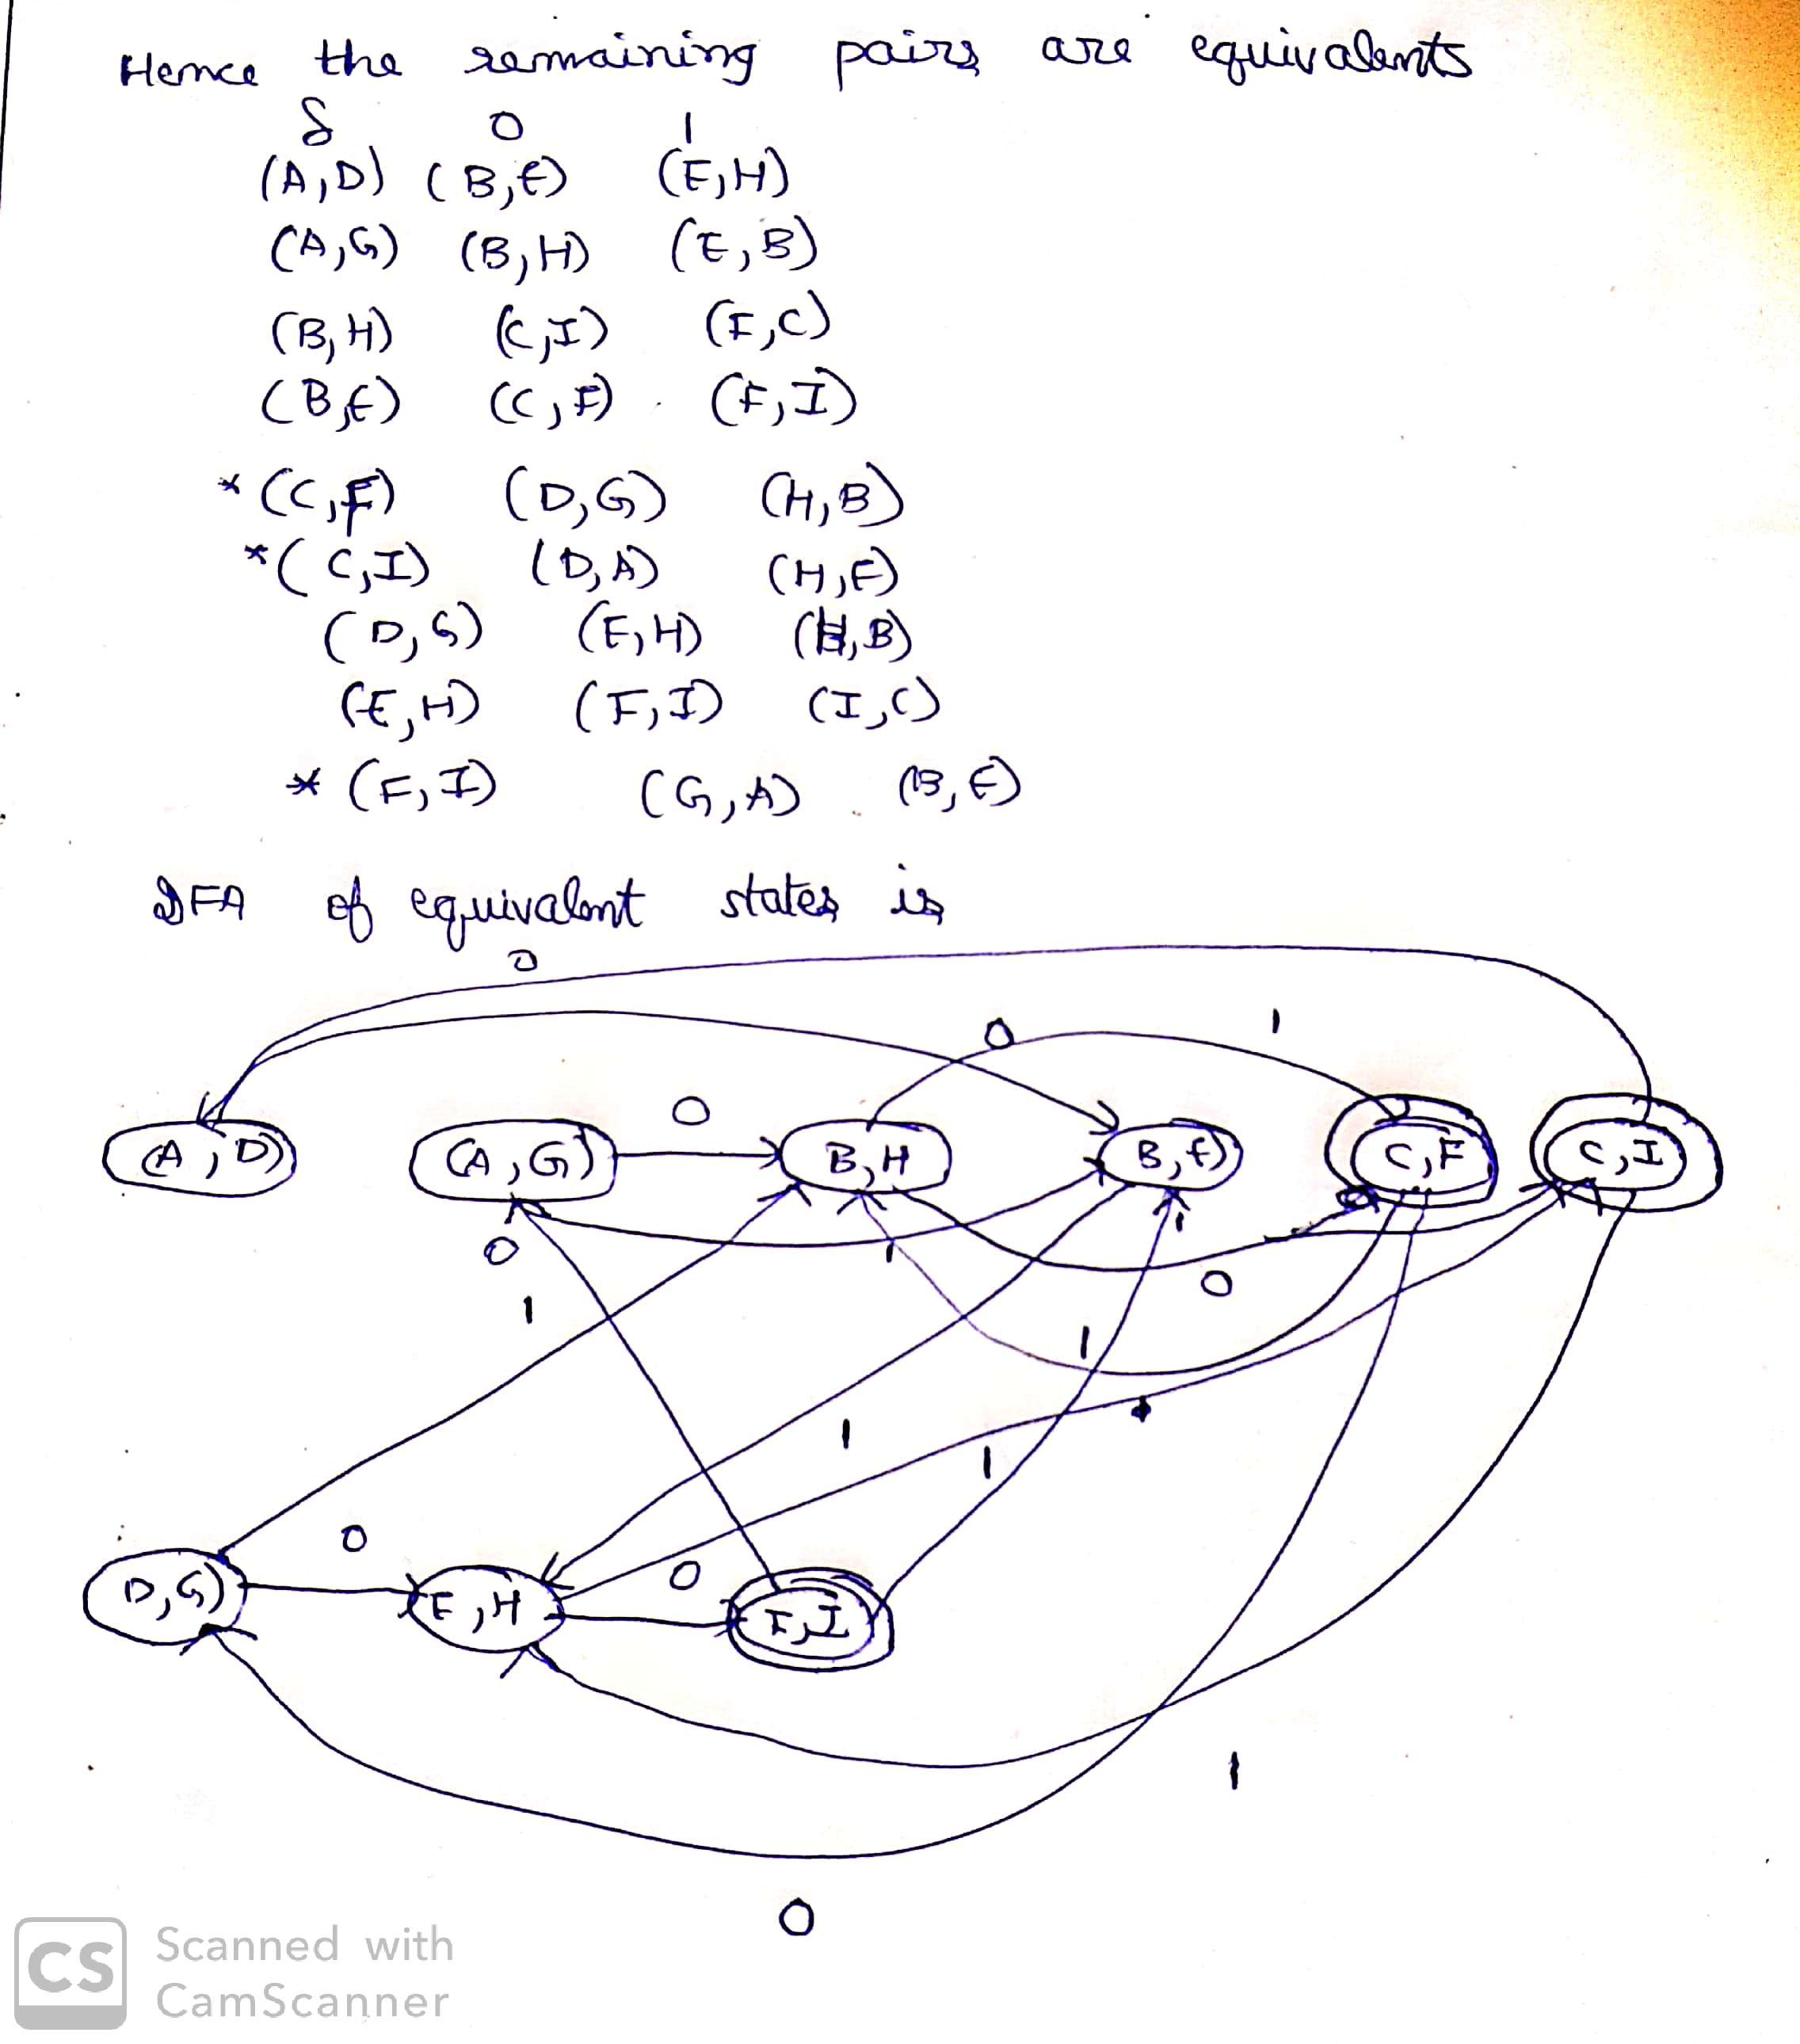 Hence the remaining pairs are equivalents
δ 0 1
(A,D) (B,E) (E,H)
(A,G) (B,H) (E,B)
(B,H) (C,I) (F,C)
(B,E) (C,F) (F,I)
*(C,F) (D,G) (H,B)
*(C,I) (D,A) (H,E)
(D,G) (E,H) (H,B)
(E,H) (F,I) (I,C)
*(F,I) (G,A) (B,E)
DFA of equivalent states is
0
0 1
0
(A,D) (A,G) B,H B,E) C,F C,I
0 1
0
1
1
1
1
0
0
D,G) E,H F,I
1
0
CS Scanned with
CamScanner